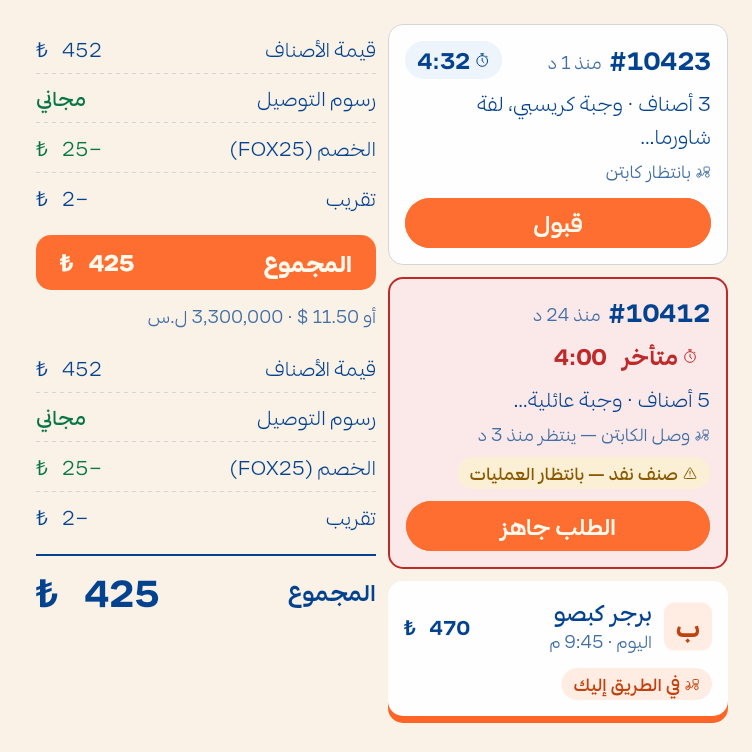 #10423 منذ 1 د 4:32
3 أصناف · وجبة كريسبي، لفة
شاورما...
بانتظار كابتن
قبول
#10412 منذ 24 د
متأخر 4:00
5 أصناف · وجبة عائلية...
وصل الكابتن — ينتظر منذ 3 د
صنف نفد — بانتظار العمليات
الطلب جاهز
ب
برجر كبصو
اليوم · 9:45 م
470 ₺
في الطريق إليك
قيمة الأصناف 452 ₺
رسوم التوصيل مجاني
الخصم (FOX25) −25 ₺
تقريب −2 ₺
المجموع 425 ₺
أو 11.50 $ · 3,300,000 ل.س
قيمة الأصناف 452 ₺
رسوم التوصيل مجاني
الخصم (FOX25) −25 ₺
تقريب −2 ₺
المجموع 425 ₺